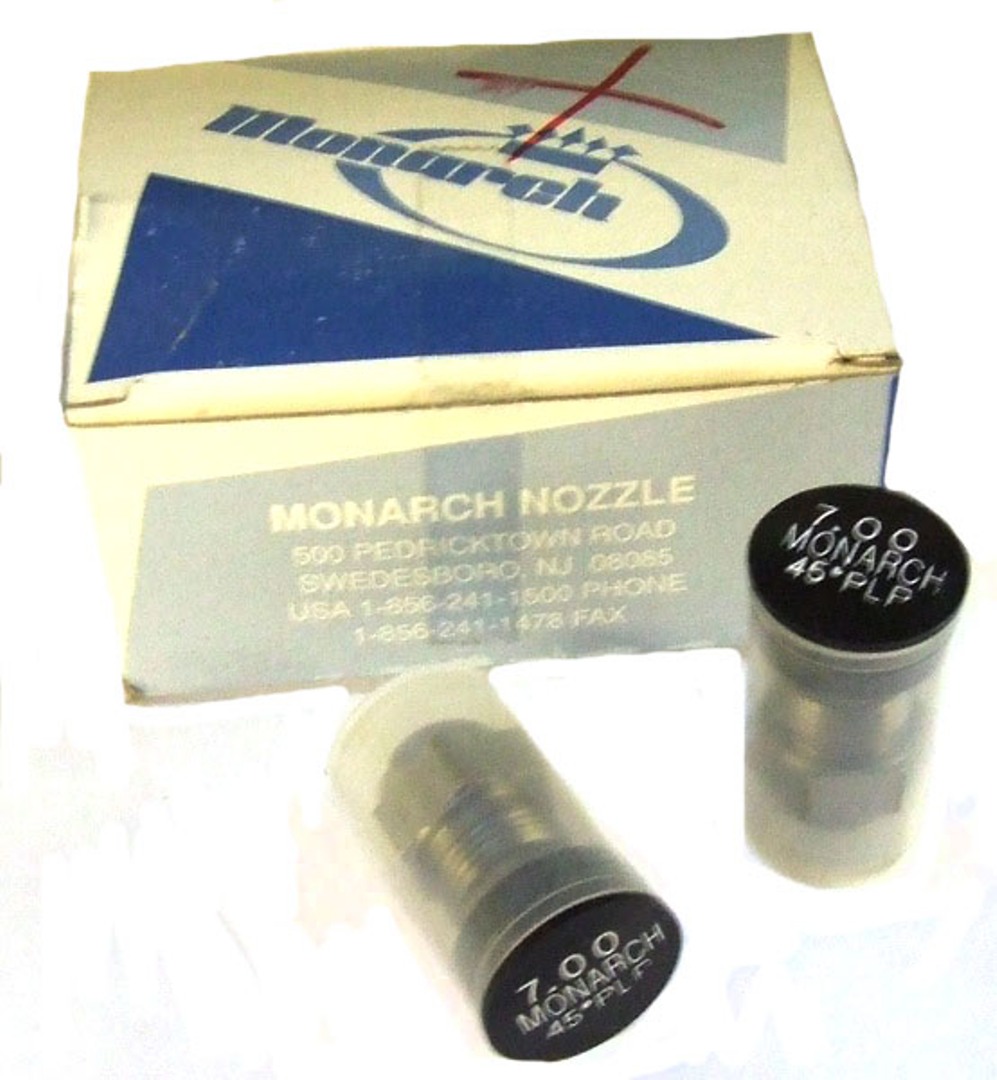 Monarch
MONARCH NOZZLE
500 PEDRICKTOWN ROAD
SWEDESBORO, NJ 08085
USA 1-856-241-1500 PHONE
1-856-241-1478 FAX
7.00
MONARCH
45° PLP
7.00
MONARCH
45° PLP